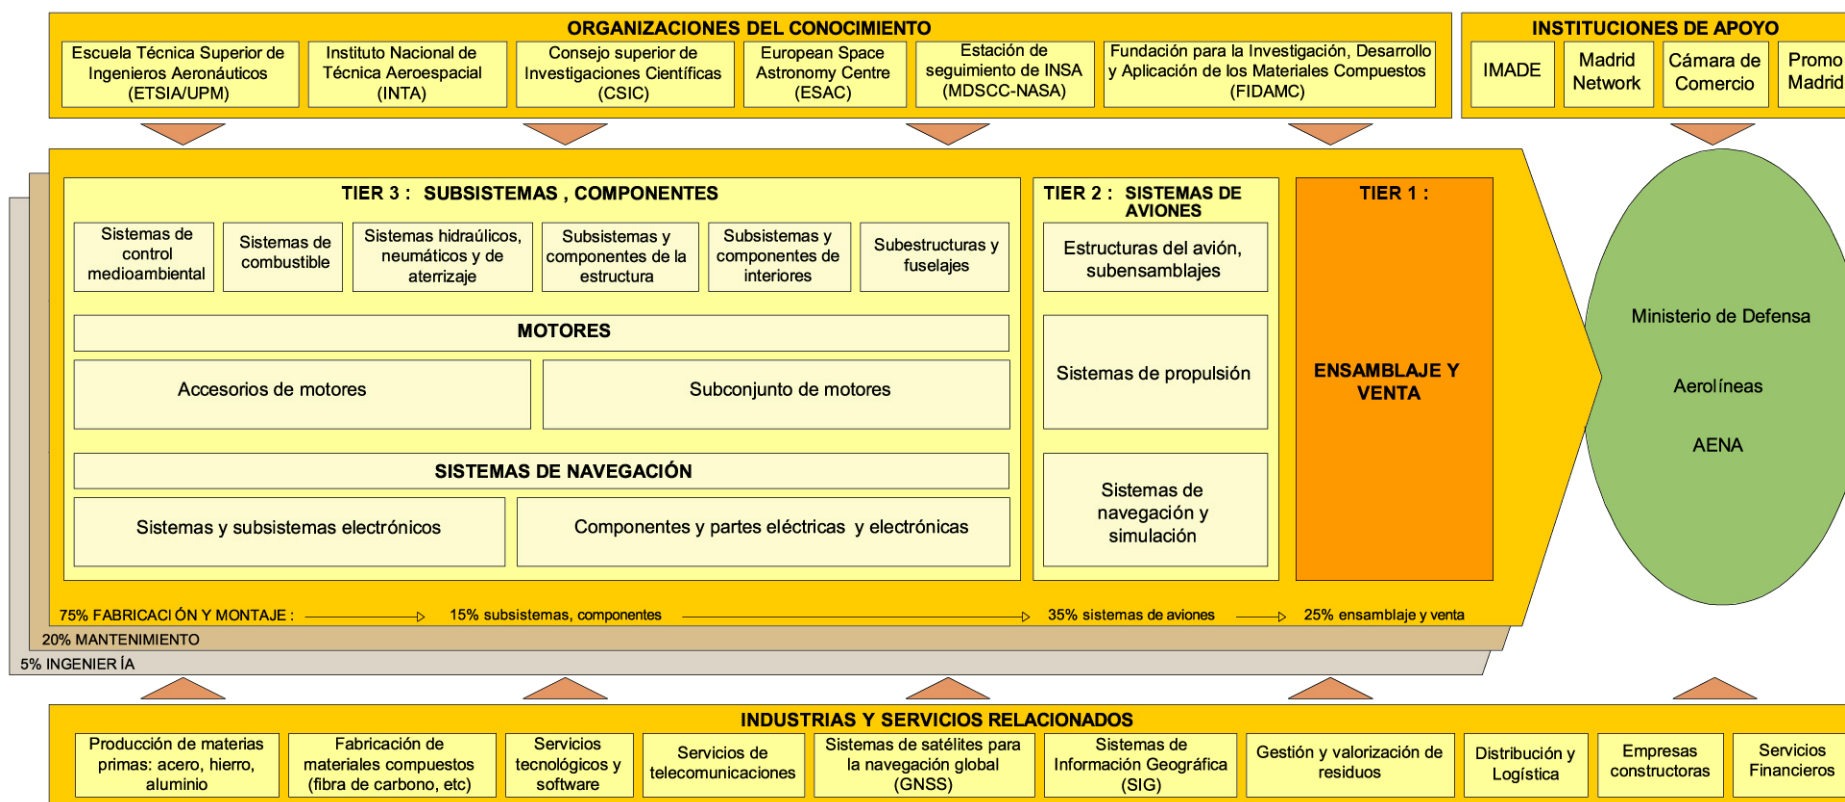 ORGANIZACIONES DEL CONOCIMIENTO
Escuela Técnica Superior de
Ingenieros Aeronáuticos
(ETSIA/UPM)
Instituto Nacional de
Técnica Aeroespacial
(INTA)
Consejo superior de
Investigaciones Científicas
(CSIC)
European Space
Astronomy Centre
(ESAC)
Estación de
seguimiento de INSA
(MDSCC-NASA)
Fundación para la Investigación, Desarrollo
y Aplicación de los Materiales Compuestos
(FIDAMC)
INSTITUCIONES DE APOYO
IMADE
Madrid
Network
Cámara de
Comercio
Promo
Madrid
TIER 3 : SUBSISTEMAS , COMPONENTES
Sistemas de
control
medioambiental
Sistemas de
combustible
Sistemas hidraúlicos,
neumáticos y de
aterrizaje
Subsistemas y
componentes de la
estructura
Subsistemas y
componentes de
interiores
Subestructuras y
fuselajes
MOTORES
Accesorios de motores
Subconjunto de motores
SISTEMAS DE NAVEGACIÓN
Sistemas y subsistemas electrónicos
Componentes y partes eléctricas y electrónicas
TIER 2 : SISTEMAS DE
AVIONES
Estructuras del avión,
subensamblajes
Sistemas de propulsión
Sistemas de
navegación y
simulación
TIER 1 :
ENSAMBLAJE Y
VENTA
Ministerio de Defensa
Aerolíneas
AENA
75% FABRICACIÓN Y MONTAJE :
15% subsistemas, componentes
35% sistemas de aviones
25% ensamblaje y venta
20% MANTENIMIENTO
5% INGENIERÍA
INDUSTRIAS Y SERVICIOS RELACIONADOS
Producción de materias
primas: acero, hierro,
aluminio
Fabricación de
materiales compuestos
(fibra de carbono, etc)
Servicios
tecnológicos y
software
Servicios de
telecomunicaciones
Sistemas de satélites para
la navegación global
(GNSS)
Sistemas de
Información Geográfica
(SIG)
Gestión y valorización de
residuos
Distribución y
Logística
Empresas
constructoras
Servicios
Financieros